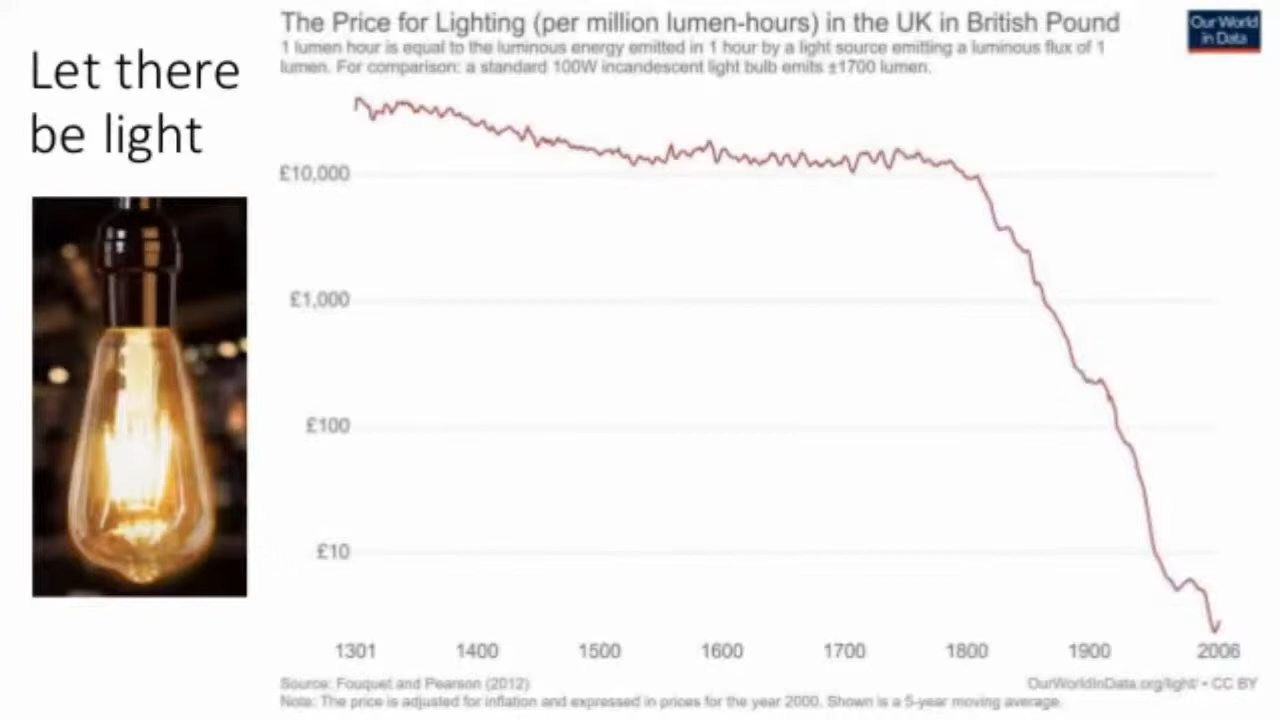 Let there
be light
The Price for Lighting (per million lumen-hours) in the UK in British Pound
1 lumen hour is equal to the luminous energy emitted in 1 hour by a light source emitting a luminous flux of 1
lumen. For comparison: a standard 100W incandescent light bulb emits ±1700 lumen.
Our World
in Data
£10,000
£1,000
£100
£10
1301 1400 1500 1600 1700 1800 1900 2006
Source: Fouquet and Pearson (2012)
OurWorldInData.org/light/ • CC BY
Note: The price is adjusted for inflation and expressed in prices for the year 2000. Shown is a 5-year moving average.